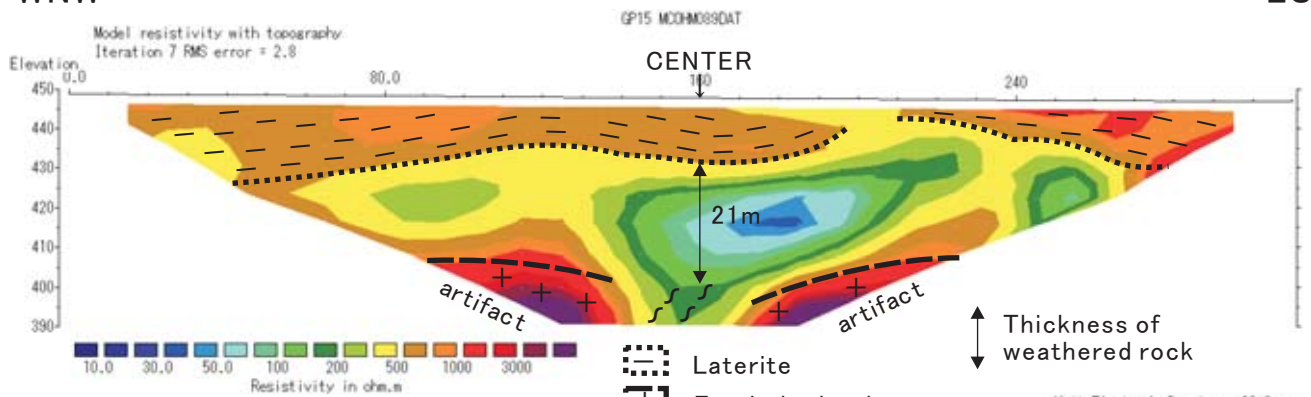 GP15 MCOHM089DAT
Model resistivity with topography
Iteration 7 RMS error = 2.8
CENTER
Elevation
0.0 80.0 160 240
450
440
430
420
410
400
390
21m
artifact
artifact
Thickness of
weathered rock
10.0 30.0 50.0 100 200 500 1000 3000
Resistivity in ohm.m
Laterite